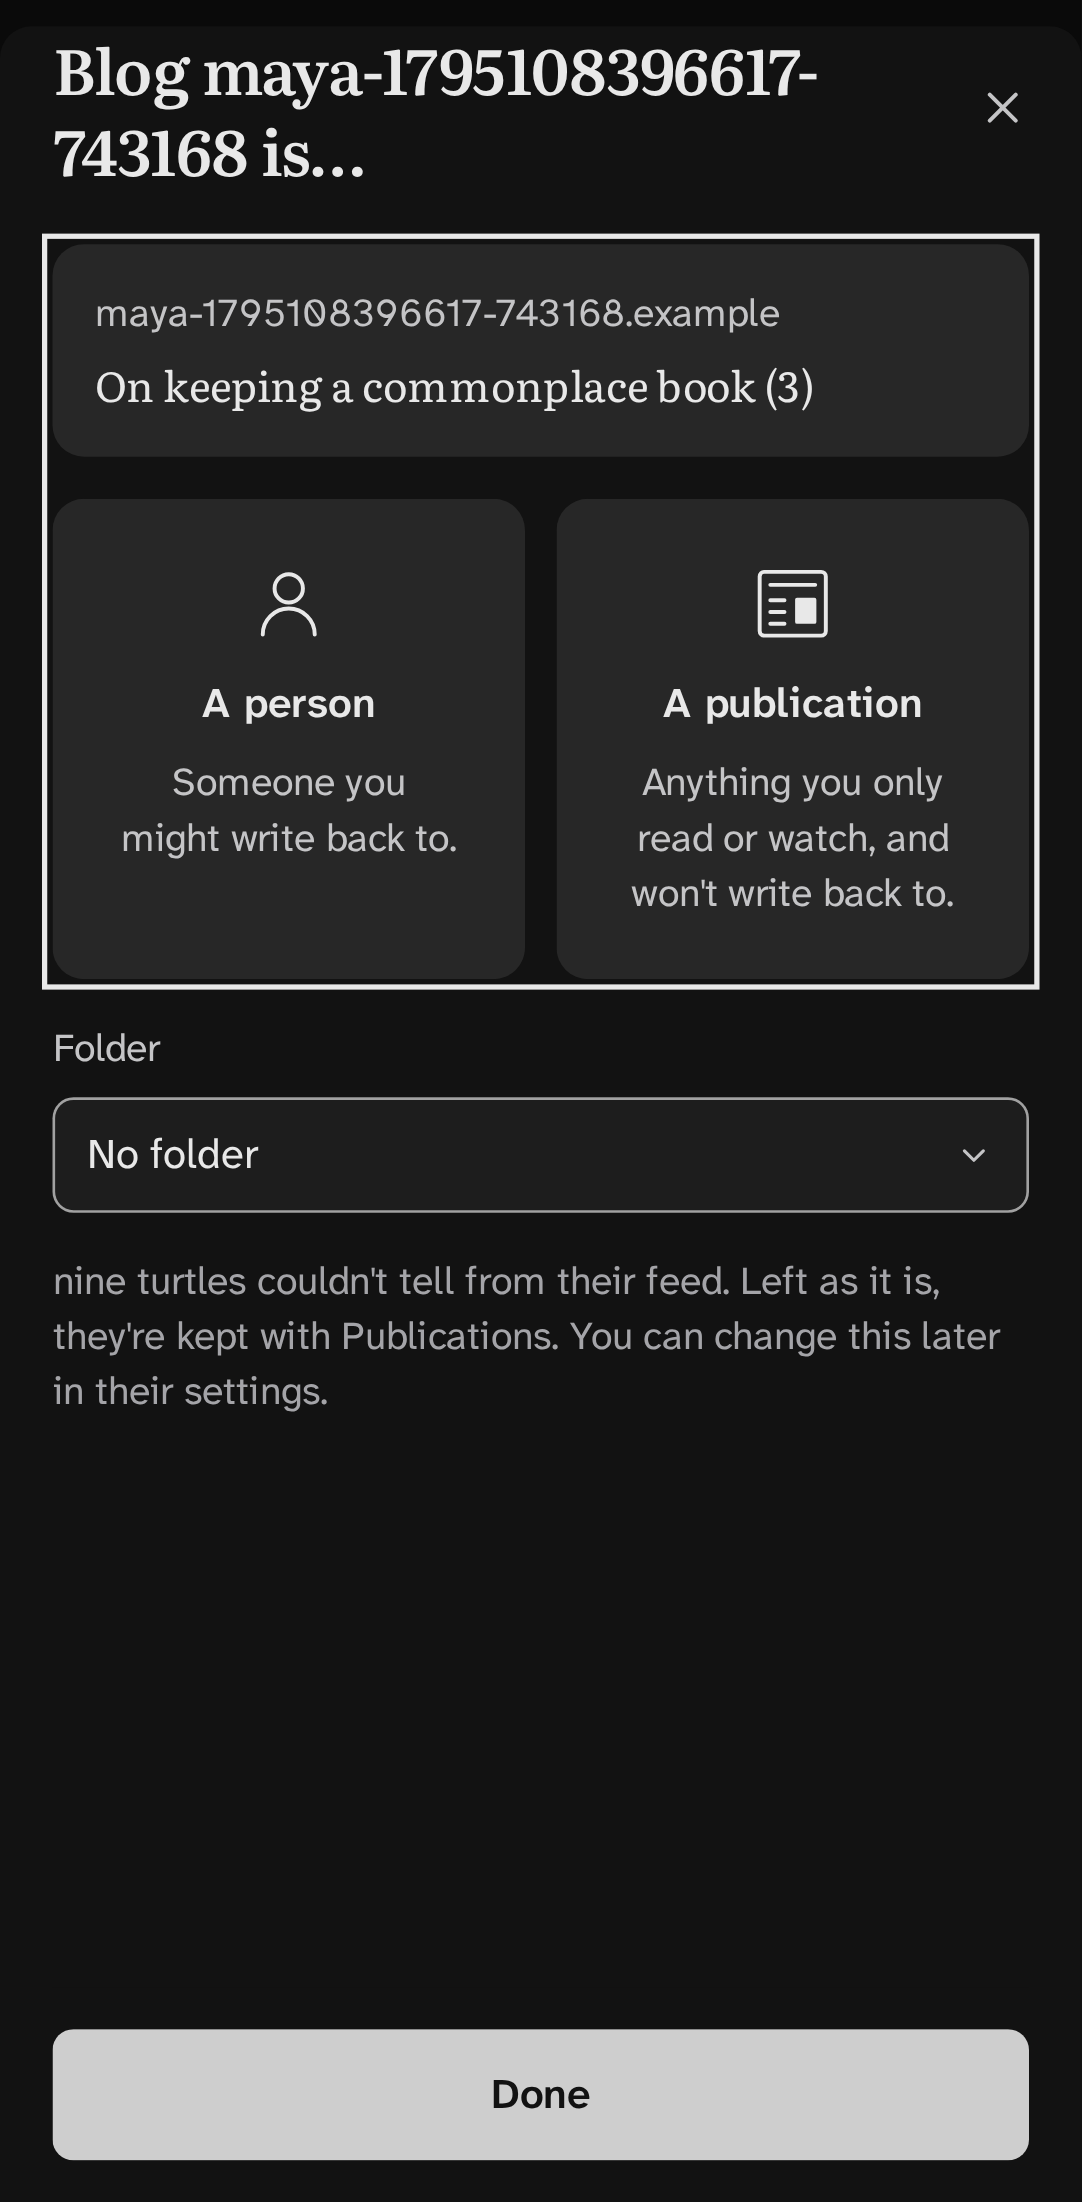 Blog maya-1795108396617-
743168 is...
maya-1795108396617-743168.example
On keeping a commonplace book (3)
A person
Someone you
might write back to.
A publication
Anything you only
read or watch, and
won't write back to.
Folder
No folder
nine turtles couldn't tell from their feed. Left as it is,
they're kept with Publications. You can change this later
in their settings.
Done